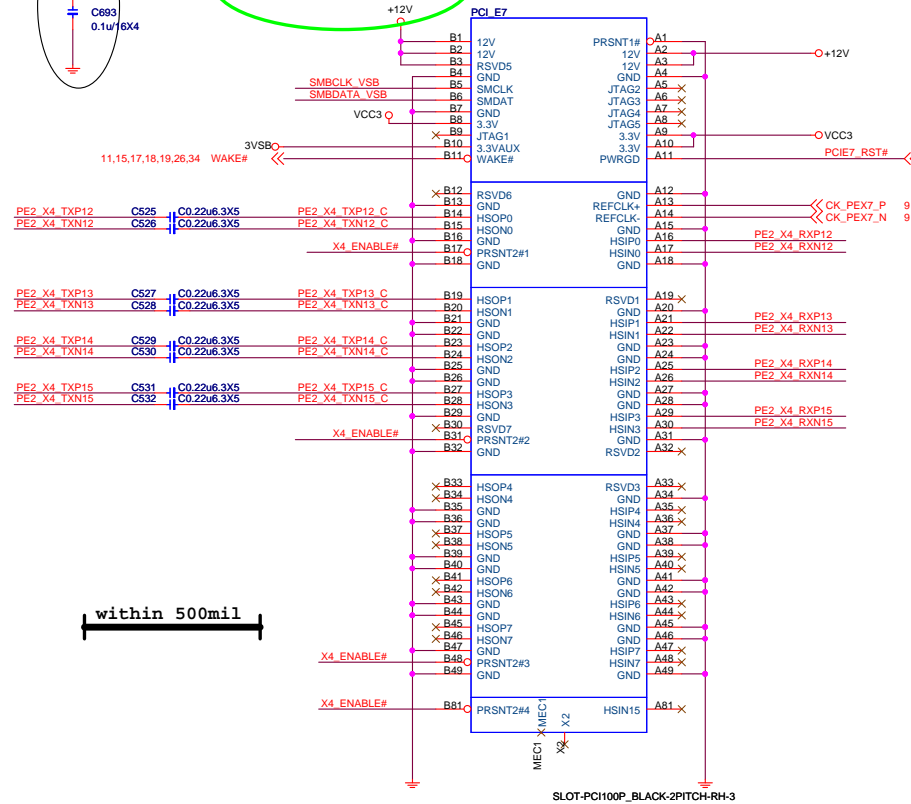 C693
0.1u/16X4
+12V
PCI_E7
B1 12V PRSNT1# A1
B2 12V 12V A2 +12V
B3 RSVD5 12V A3
B4 GND GND A4
SMBCLK_VSB B5 SMCLK JTAG2 A5
SMBDATA_VSB B6 SMDAT JTAG3 A6
B7 GND JTAG4 A7
VCC3 B8 3.3V JTAG5 A8
B9 JTAG1 3.3V A9 VCC3
3VSB B10 3.3VAUX 3.3V A10
11,15,17,18,19,26,34 WAKE# B11 WAKE# PWRGD A11 PCIE7_RST#
B12 RSVD6 GND A12
B13 GND REFCLK+ A13 CK_PEX7_P 9
PE2_X4_TXP12 C525 C0.22u6.3X5 PE2_X4_TXP12_C B14 HSOP0 REFCLK- A14 CK_PEX7_N 9
PE2_X4_TXN12 C526 C0.22u6.3X5 PE2_X4_TXN12_C B15 HSON0 GND A15
B16 GND HSIP0 A16 PE2_X4_RXP12
X4_ENABLE# B17 PRSNT2#1 HSIN0 A17 PE2_X4_RXN12
B18 GND GND A18
PE2_X4_TXP13 C527 C0.22u6.3X5 PE2_X4_TXP13_C B19 HSOP1 RSVD1 A19
PE2_X4_TXN13 C528 C0.22u6.3X5 PE2_X4_TXN13_C B20 HSON1 GND A20
B21 GND HSIP1 A21 PE2_X4_RXP13
B22 GND HSIN1 A22 PE2_X4_RXN13
PE2_X4_TXP14 C529 C0.22u6.3X5 PE2_X4_TXP14_C B23 HSOP2 GND A23
PE2_X4_TXN14 C530 C0.22u6.3X5 PE2_X4_TXN14_C B24 HSON2 GND A24
B25 GND HSIP2 A25 PE2_X4_RXP14
B26 GND HSIN2 A26 PE2_X4_RXN14
PE2_X4_TXP15 C531 C0.22u6.3X5 PE2_X4_TXP15_C B27 HSOP3 GND A27
PE2_X4_TXN15 C532 C0.22u6.3X5 PE2_X4_TXN15_C B28 HSON3 GND A28
B29 GND HSIP3 A29 PE2_X4_RXP15
B30 RSVD7 HSIN3 A30 PE2_X4_RXN15
X4_ENABLE# B31 PRSNT2#2 GND A31
B32 GND RSVD2 A32
B33 HSOP4 RSVD3 A33
B34 HSON4 GND A34
B35 GND HSIP4 A35
B36 GND HSIN4 A36
B37 HSOP5 GND A37
B38 HSON5 GND A38
B39 GND HSIP5 A39
B40 GND HSIN5 A40
B41 HSOP6 GND A41
B42 HSON6 GND A42
B43 GND HSIP6 A43
B44 GND HSIN6 A44
B45 HSOP7 GND A45
B46 HSON7 GND A46
B47 GND HSIP7 A47
X4_ENABLE# B48 PRSNT2#3 HSIN7 A48
B49 GND GND A49
X4_ENABLE# B81 PRSNT2#4 HSIN15 A81
MEC1 X2
MEC1 X2
within 500mil
SLOT-PCI100P_BLACK-2PITCH-RH-3